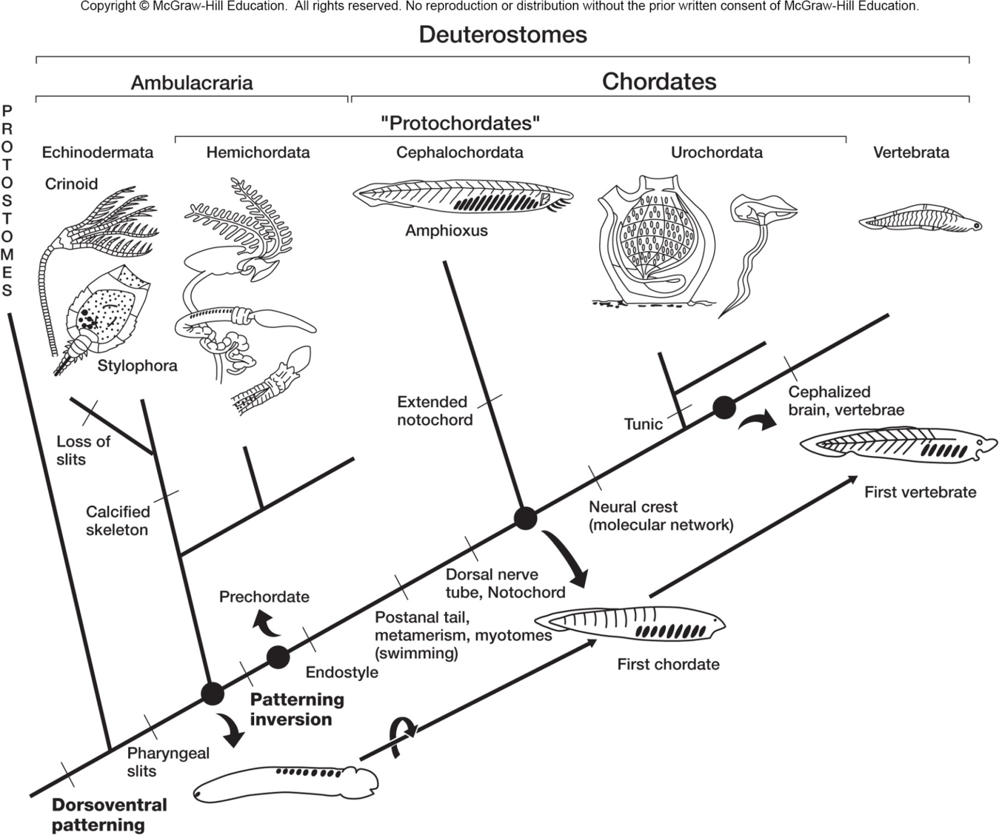 Copyright © McGraw-Hill Education.  All rights reserved. No reproduction or distribution without the prior written consent of McGraw-Hill Education.
Deuterostomes
Ambulacraria
Chordates
PROTOSTOMES
"Protochordates"
Echinodermata
Hemichordata
Cephalochordata
Urochordata
Vertebrata
Crinoid
Amphioxus
Stylophora
Loss of
slits
Extended
notochord
Tunic
Cephalized
brain, vertebrae
First vertebrate
Calcified
skeleton
Neural crest
(molecular network)
Dorsal nerve
tube, Notochord
Prechordate
Postanal tail,
metamerism, myotomes
(swimming)
Endostyle
First chordate
Patterning
inversion
Pharyngeal
slits
Dorsoventral
patterning